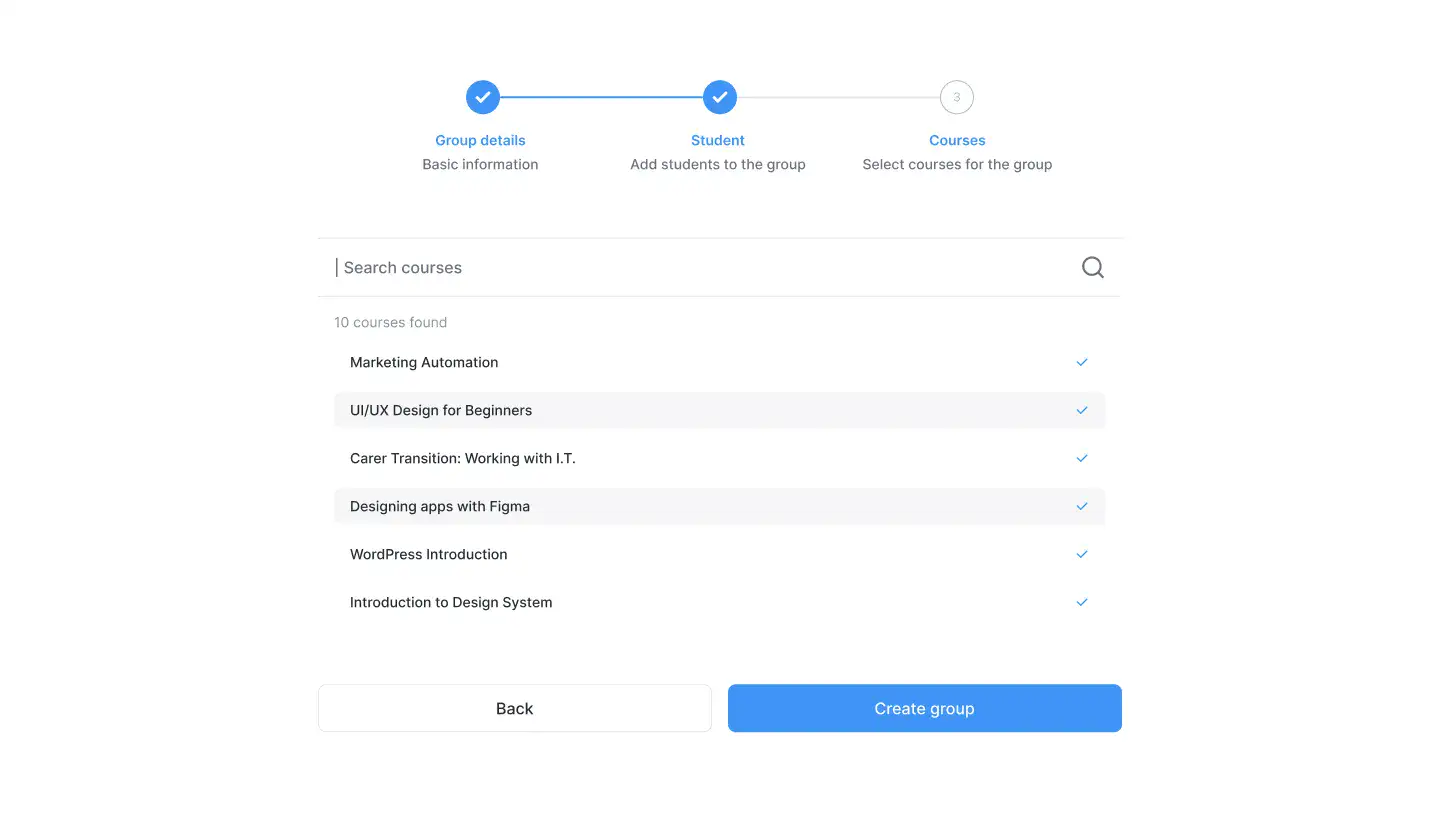 3
Group details
Basic information
Student
Add students to the group
Courses
Select courses for the group
Search courses
10 courses found
Marketing Automation
UI/UX Design for Beginners
Carer Transition: Working with I.T.
Designing apps with Figma
WordPress Introduction
Introduction to Design System
Back
Create group